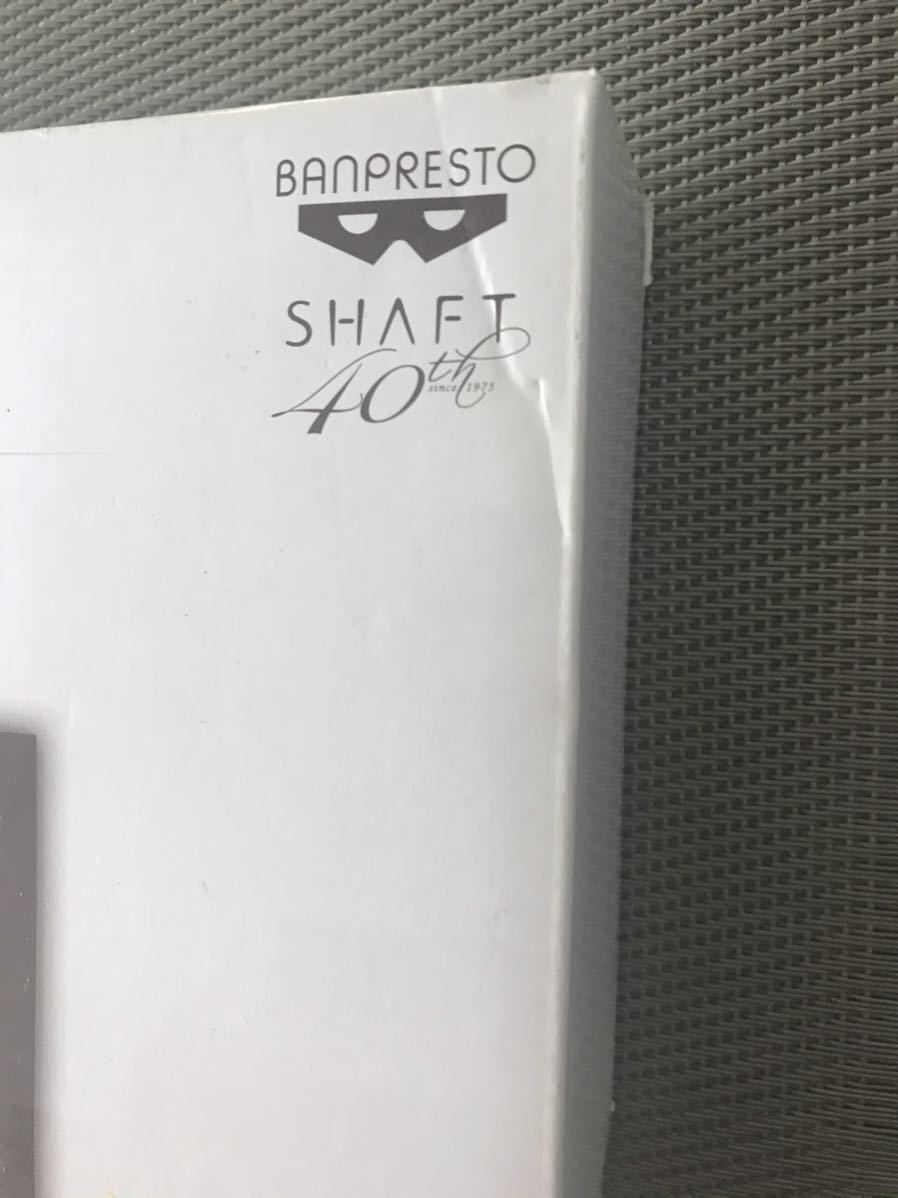 BANPRESTO
SHAFT
40th
since 1975